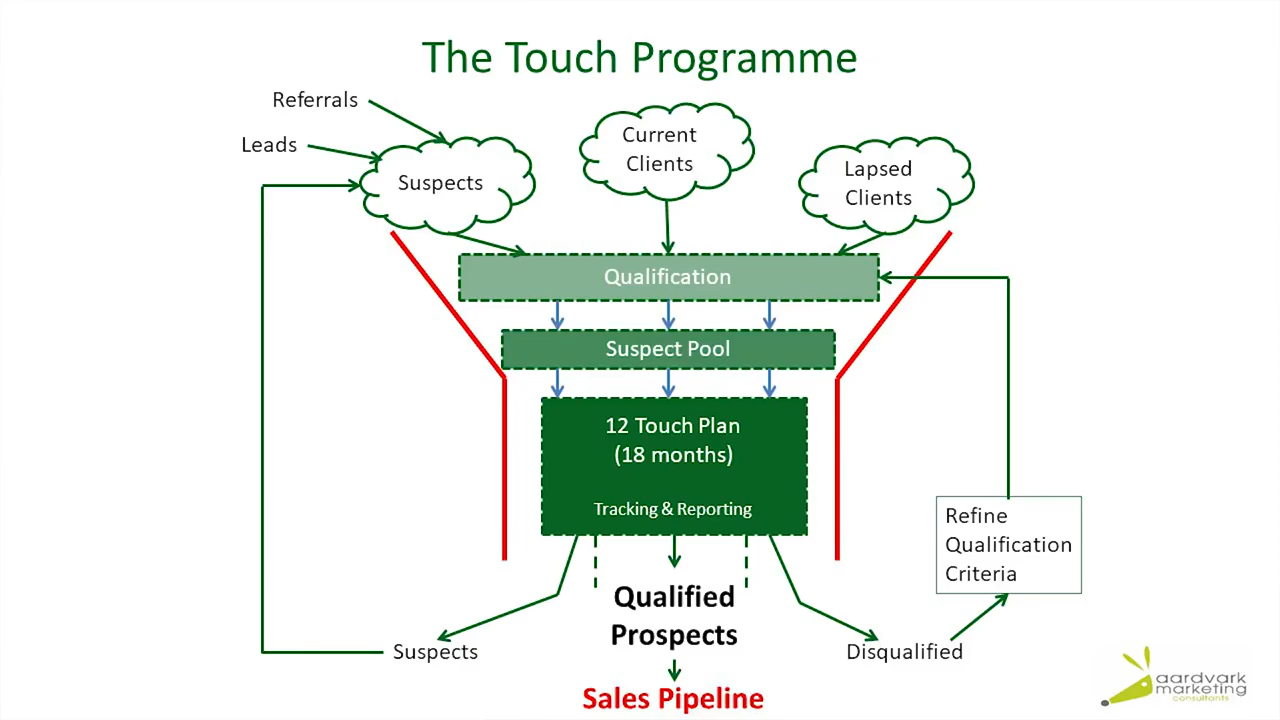 The Touch Programme
Referrals
Leads
Suspects
Current
Clients
Lapsed
Clients
Qualification
Suspect Pool
12 Touch Plan
(18 months)
Tracking & Reporting
Refine
Qualification
Criteria
Qualified
Prospects
Suspects
Disqualified
Sales Pipeline
aardvark
marketing
consultants